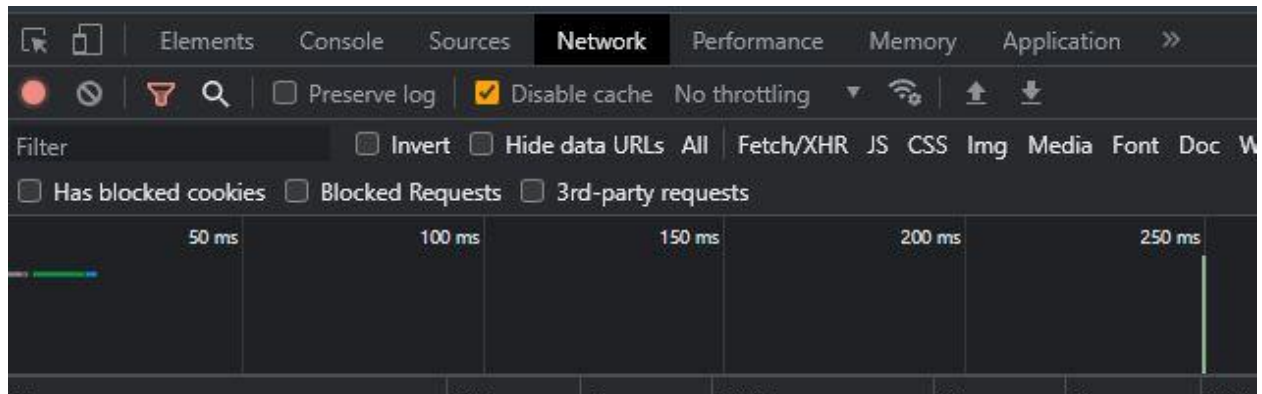 Elements Console Sources Network Performance Memory Application »
Preserve log Disable cache No throttling
Filter Invert Hide data URLs All Fetch/XHR JS CSS Img Media Font Doc
Has blocked cookies Blocked Requests 3rd-party requests
50 ms 100 ms 150 ms 200 ms 250 ms